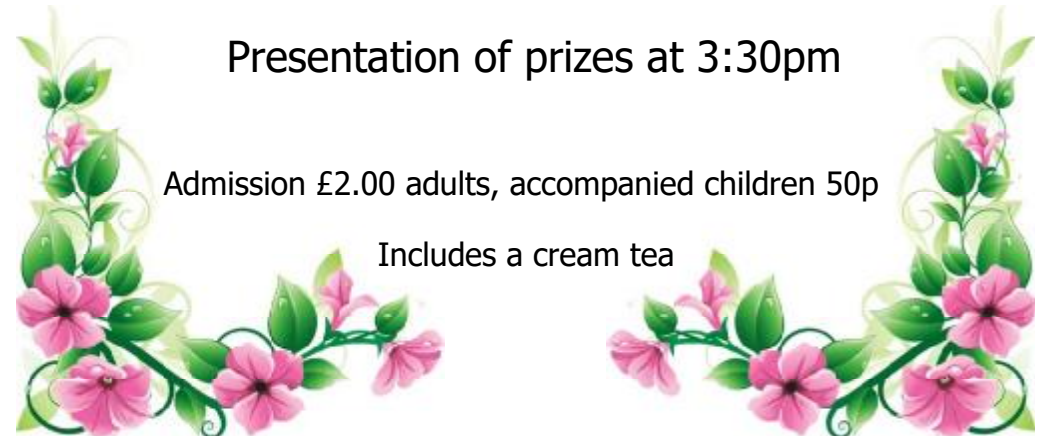 Presentation of prizes at 3:30pm
Admission £2.00 adults, accompanied children 50p
Includes a cream tea